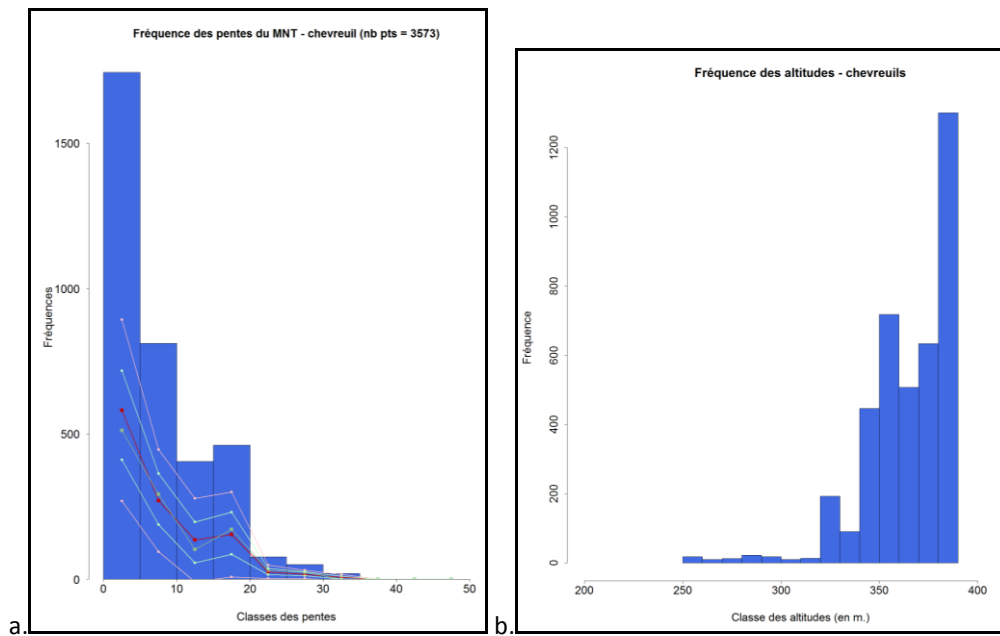 Fréquence des pentes du MNT - chevreuil (nb pts = 3573)
1500
1000
500
0
Fréquences
0 10 20 30 40 50
Classes des pentes
a.
Fréquence des altitudes - chevreuils
1200
1000
800
600
400
200
0
Fréquence
200 250 300 350 400
Classe des altitudes (en m.)
b.